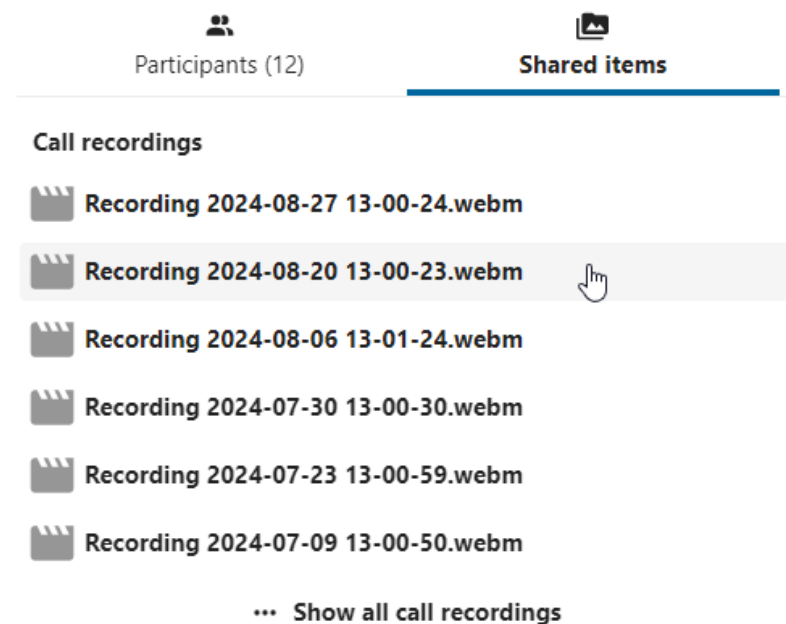 Participants (12)
Shared items
Call recordings
Recording 2024-08-27 13-00-24.webm
Recording 2024-08-20 13-00-23.webm
Recording 2024-08-06 13-01-24.webm
Recording 2024-07-30 13-00-30.webm
Recording 2024-07-23 13-00-59.webm
Recording 2024-07-09 13-00-50.webm
Show all call recordings